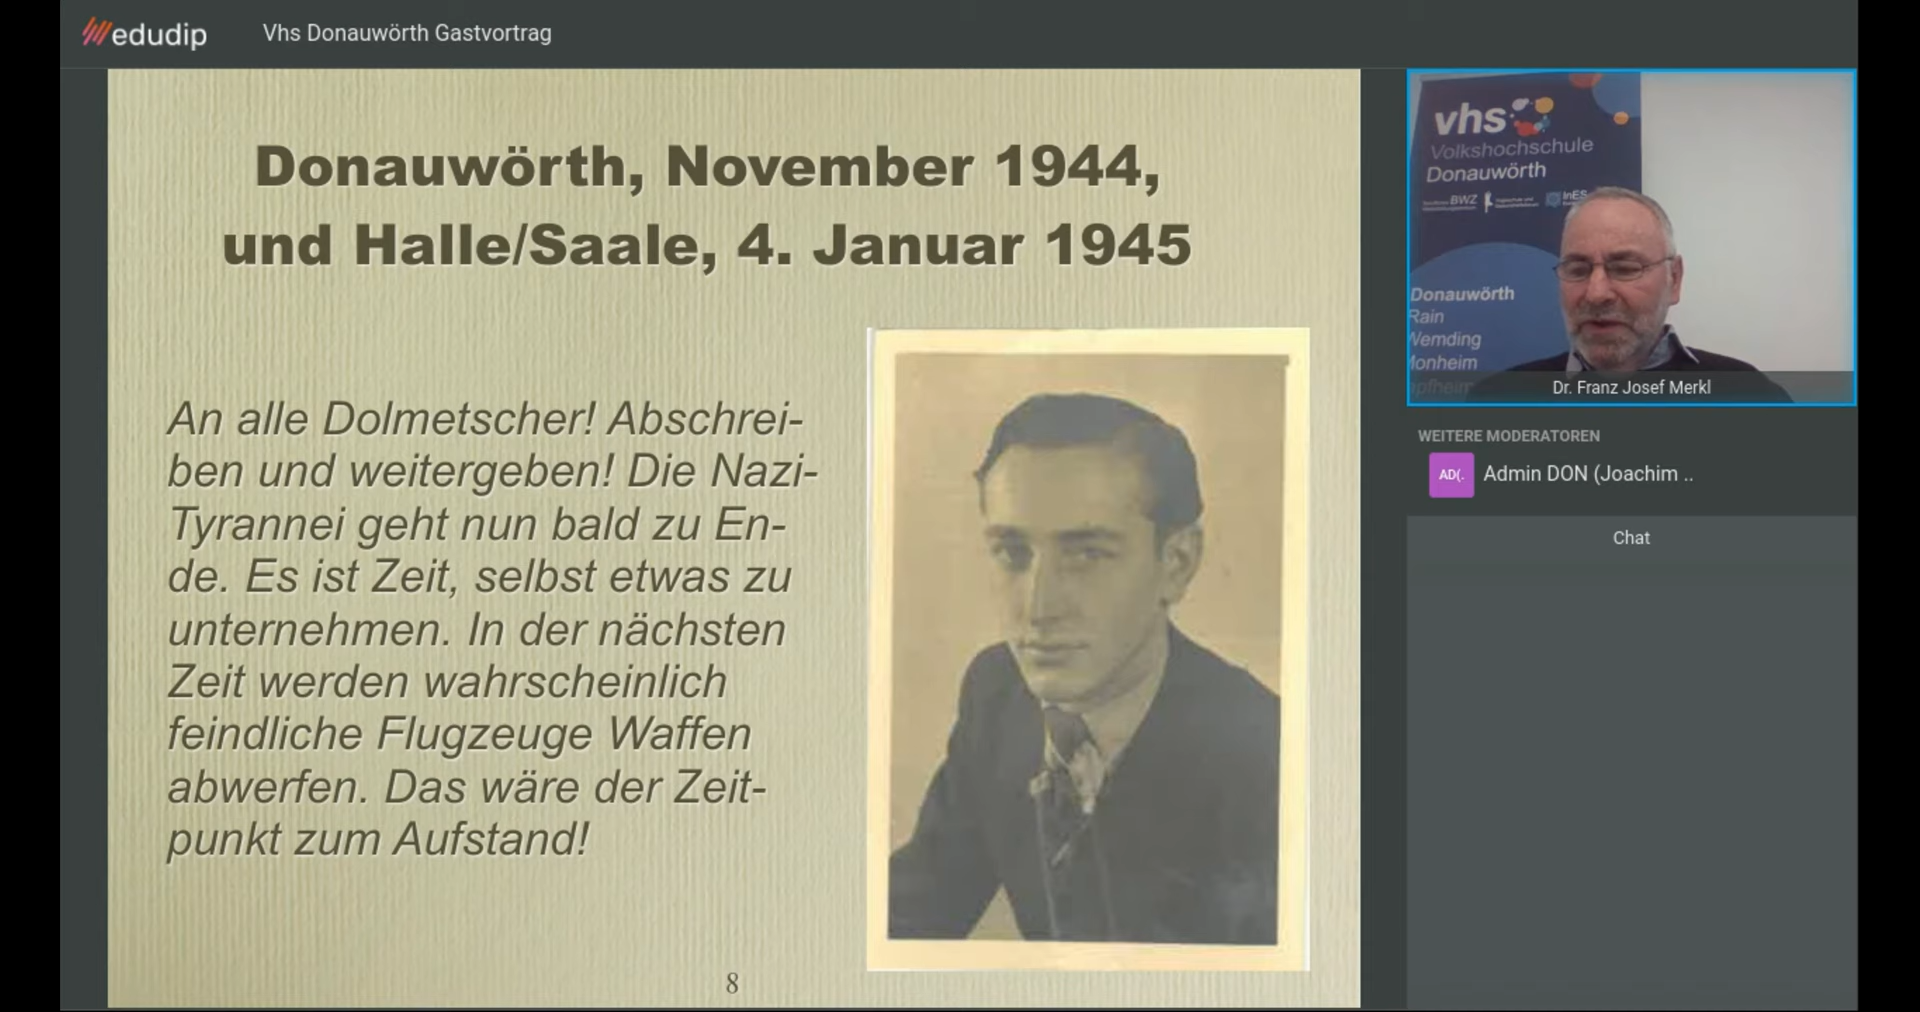 edudip
Vhs Donauwörth Gastvortrag
Donauwörth, November 1944,
und Halle/Saale, 4. Januar 1945
An alle Dolmetscher! Abschrei-
ben und weitergeben! Die Nazi-
Tyrannei geht nun bald zu En-
de. Es ist Zeit, selbst etwas zu
unternehmen. In der nächsten
Zeit werden wahrscheinlich
feindliche Flugzeuge Waffen
abwerfen. Das wäre der Zeit-
punkt zum Aufstand!
8
vhs
Volkshochschule
Donauwörth
BWZ
InES
Donauwörth
Rain
Wemding
Monheim
Dr. Franz Josef Merkl
WEITERE MODERATOREN
AD(.
Admin DON (Joachim ..
Chat